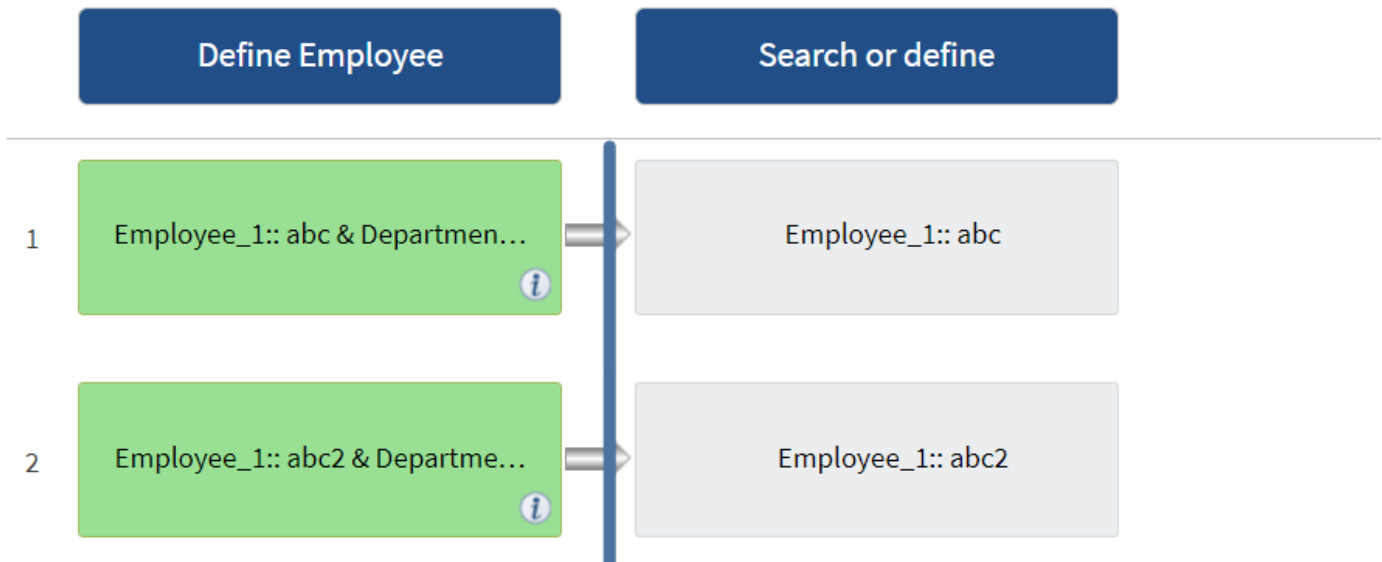 Define Employee
Search or define
1
Employee_1:: abc & Departmen...
i
Employee_1:: abc
2
Employee_1:: abc2 & Departme...
i
Employee_1:: abc2